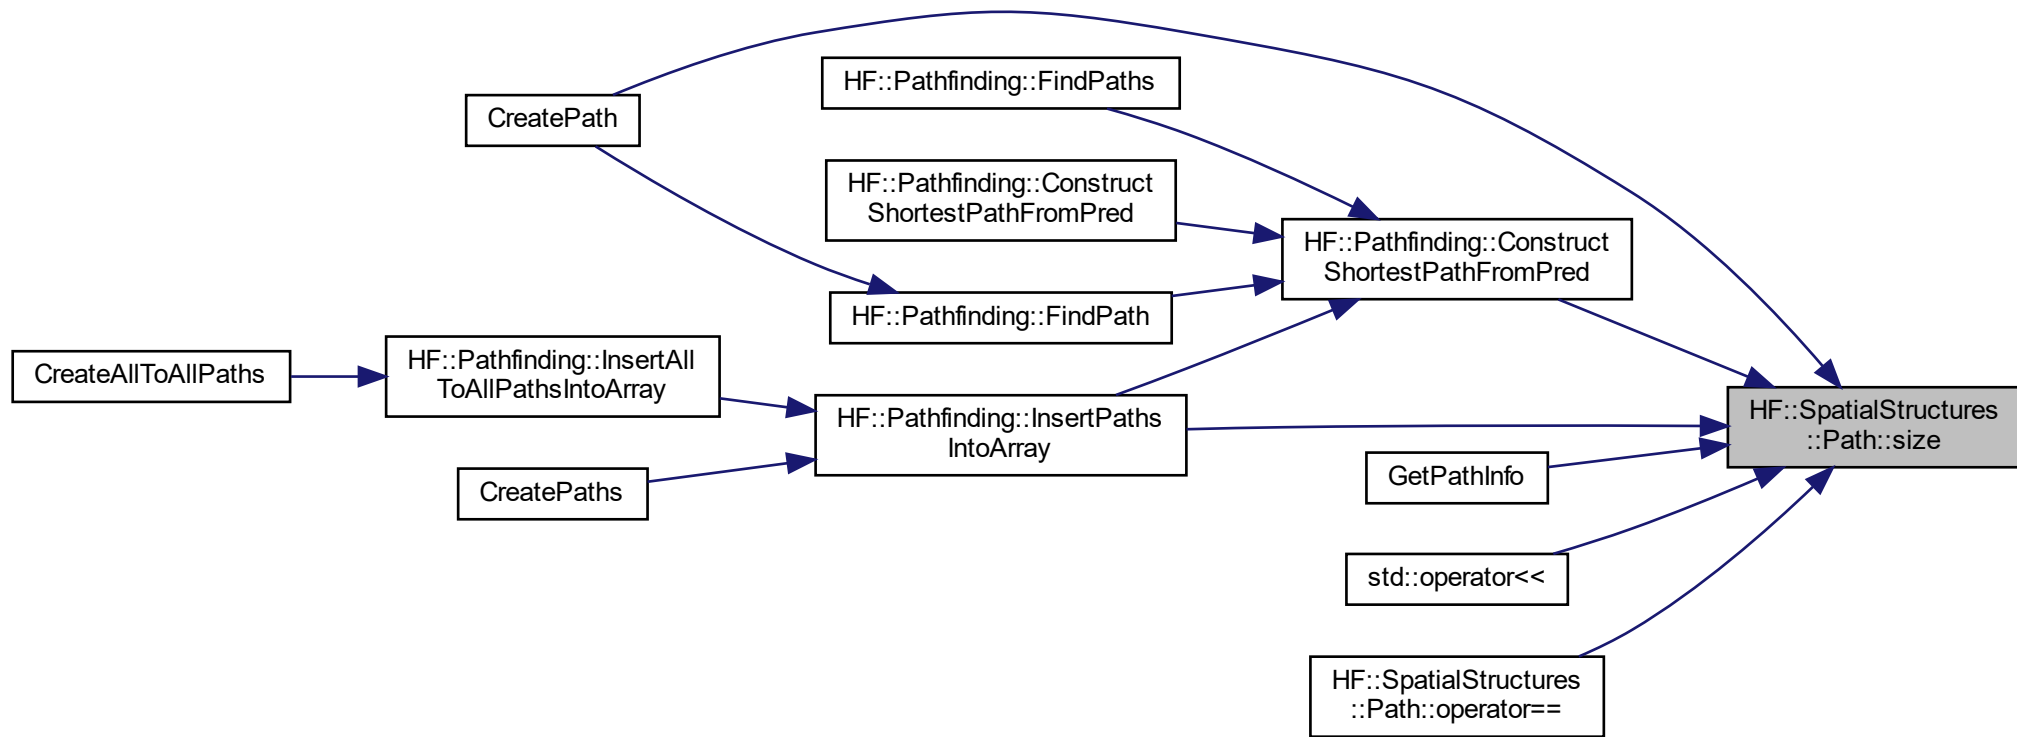 HF::Pathfinding::FindPaths
CreatePath
HF::Pathfinding::Construct
ShortestPathFromPred
HF::Pathfinding::Construct
ShortestPathFromPred
HF::Pathfinding::FindPath
HF::Pathfinding::InsertAll
ToAllPathsIntoArray
CreateAllToAllPaths
HF::Pathfinding::InsertPaths
IntoArray
HF::SpatialStructures
::Path::size
GetPathInfo
CreatePaths
std::operator<<
HF::SpatialStructures
::Path::operator==